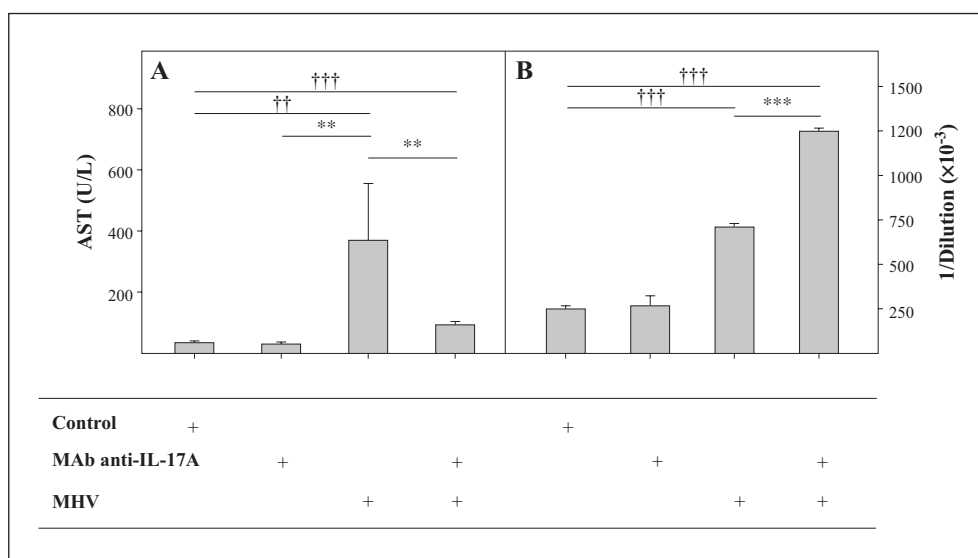 A
B
†††
††
**
**
†††
†††
***
AST (U/L)
800
600
400
200
1500
1200
1000
750
500
250
1/Dilution (×10⁻³)
Control + +
MAb anti-IL-17A + + + +
MHV + + + +